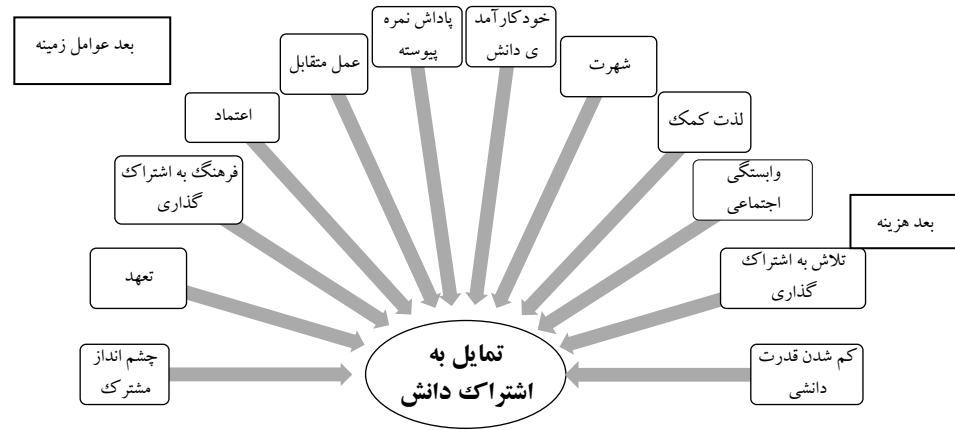 بعد عوامل زمینه
پاداش نمره
پیوسته
خودکارآمد
ی دانش
عمل متقابل
شهرت
اعتماد
لذت کمک
فرهنگ به اشتراک
گذاری
وابستگی
اجتماعی
بعد هزینه
تعهد
تلاش به اشتراک
گذاری
چشم انداز
مشترک
کم شدن قدرت
دانشی
تمایل به
اشتراک دانش